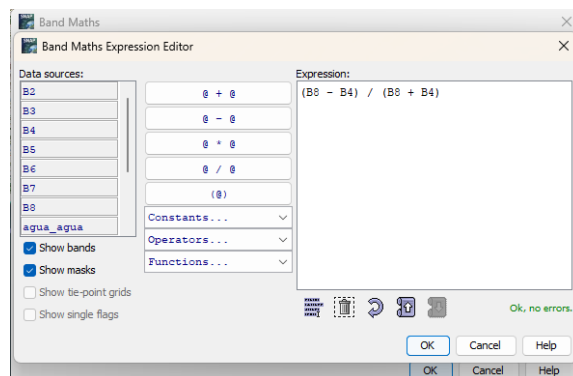 Band Maths
Band Maths Expression Editor
Data sources:
B2
B3
B4
B5
B6
B7
B8
agua_agua
Show bands
Show masks
Show tie-point grids
Show single flags
@ + @
@ - @
@ * @
@ / @
(@)
Constants...
Operators...
Functions...
Expression:
(B8 - B4) / (B8 + B4)
Ok, no errors.
OK Cancel Help
OK Cancel Help